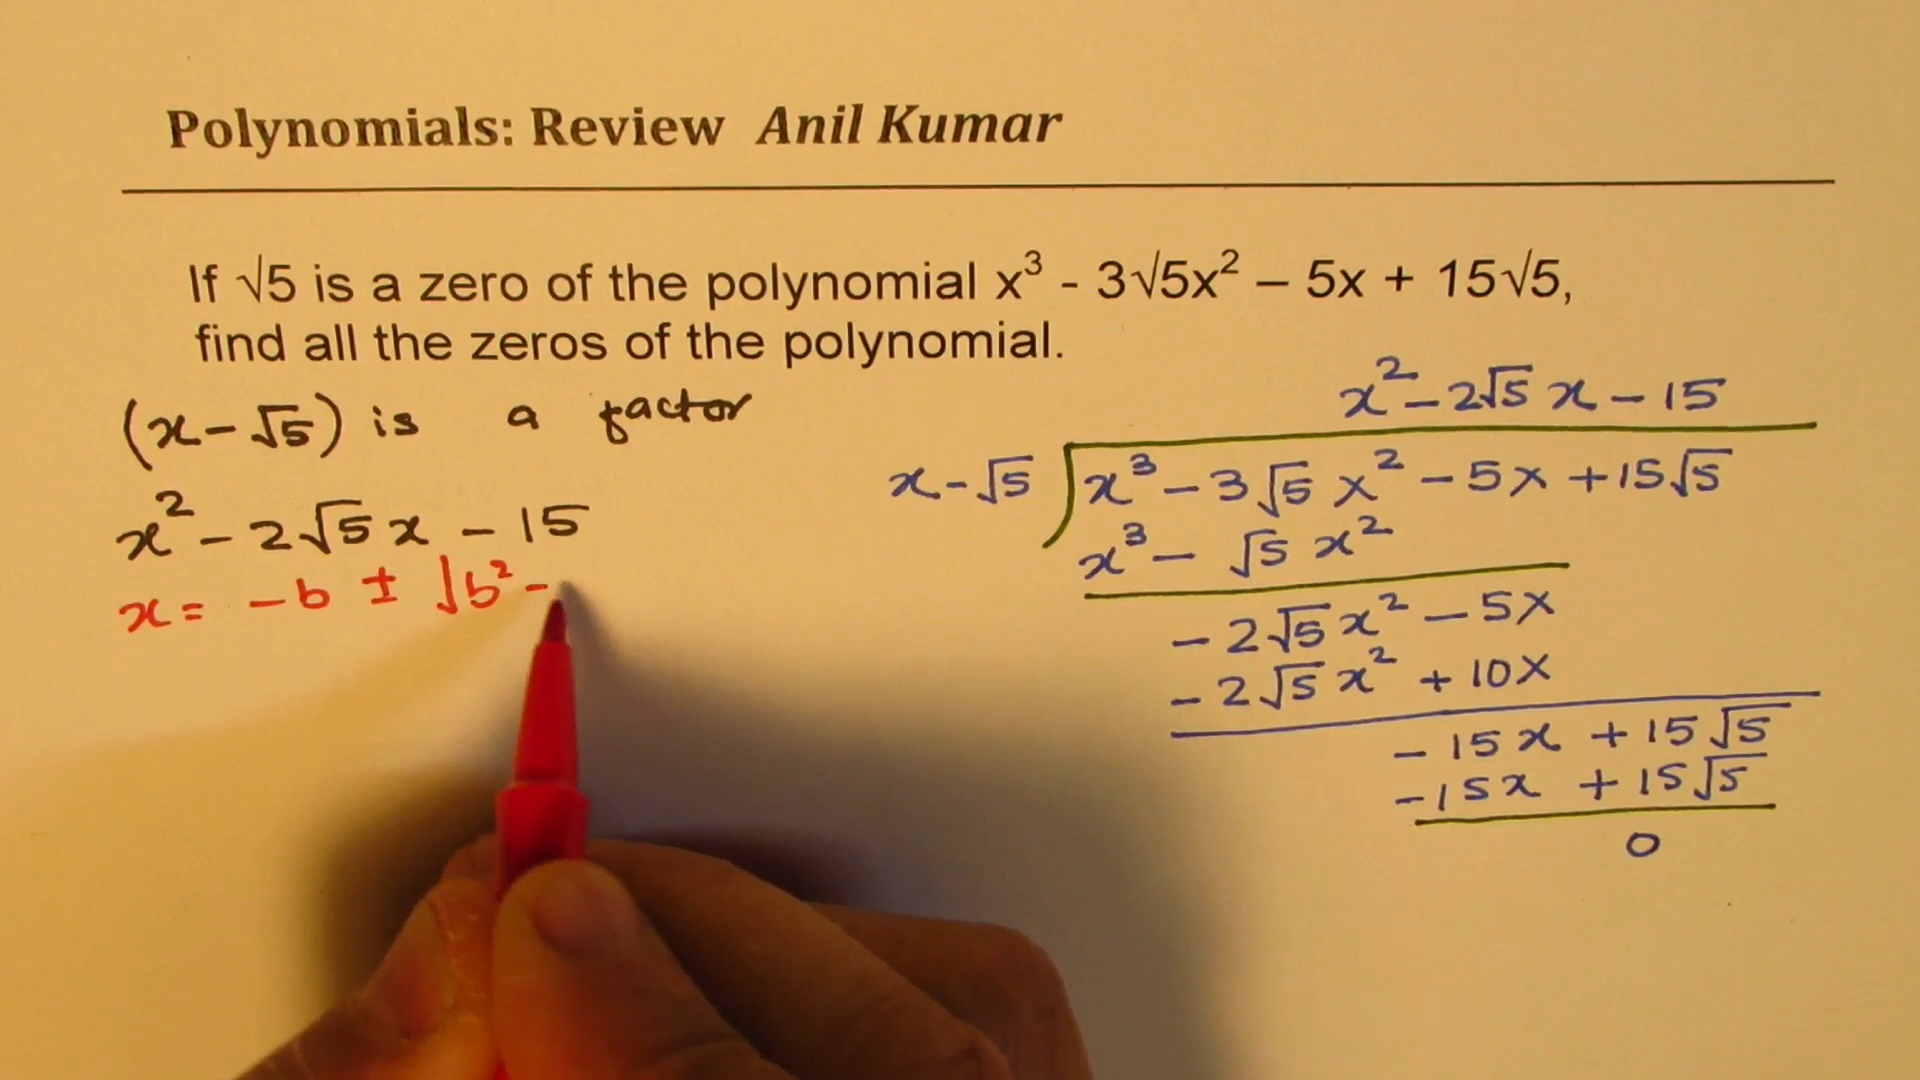 Polynomials: Review Anil Kumar
If √5 is a zero of the polynomial x³ - 3√5x² – 5x + 15√5,
find all the zeros of the polynomial.
(x-√5) is a factor
x² - 2√5 x - 15
x = -b ± √b² -
x² - 2√5 x - 15
x - √5 x³ - 3√5 x² - 5x + 15√5
x³ - √5 x²
- 2√5 x² - 5x
- 2√5 x² + 10x
- 15x + 15√5
-15x + 15√5
0